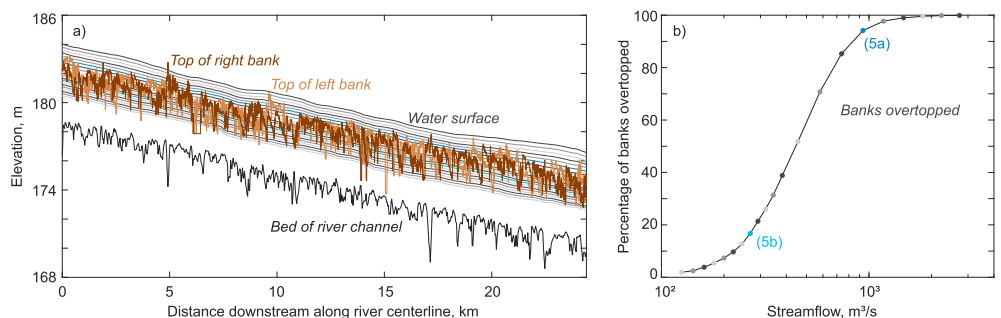 a)
Top of right bank
Top of left bank
Water surface
Bed of river channel
186
180
174
168
Elevation, m
0
5
10
15
20
Distance downstream along river centerline, km
b)
(5a)
Banks overtopped
(5b)
100
80
60
40
20
0
Percentage of banks overtopped
10²
10³
Streamflow, m³/s